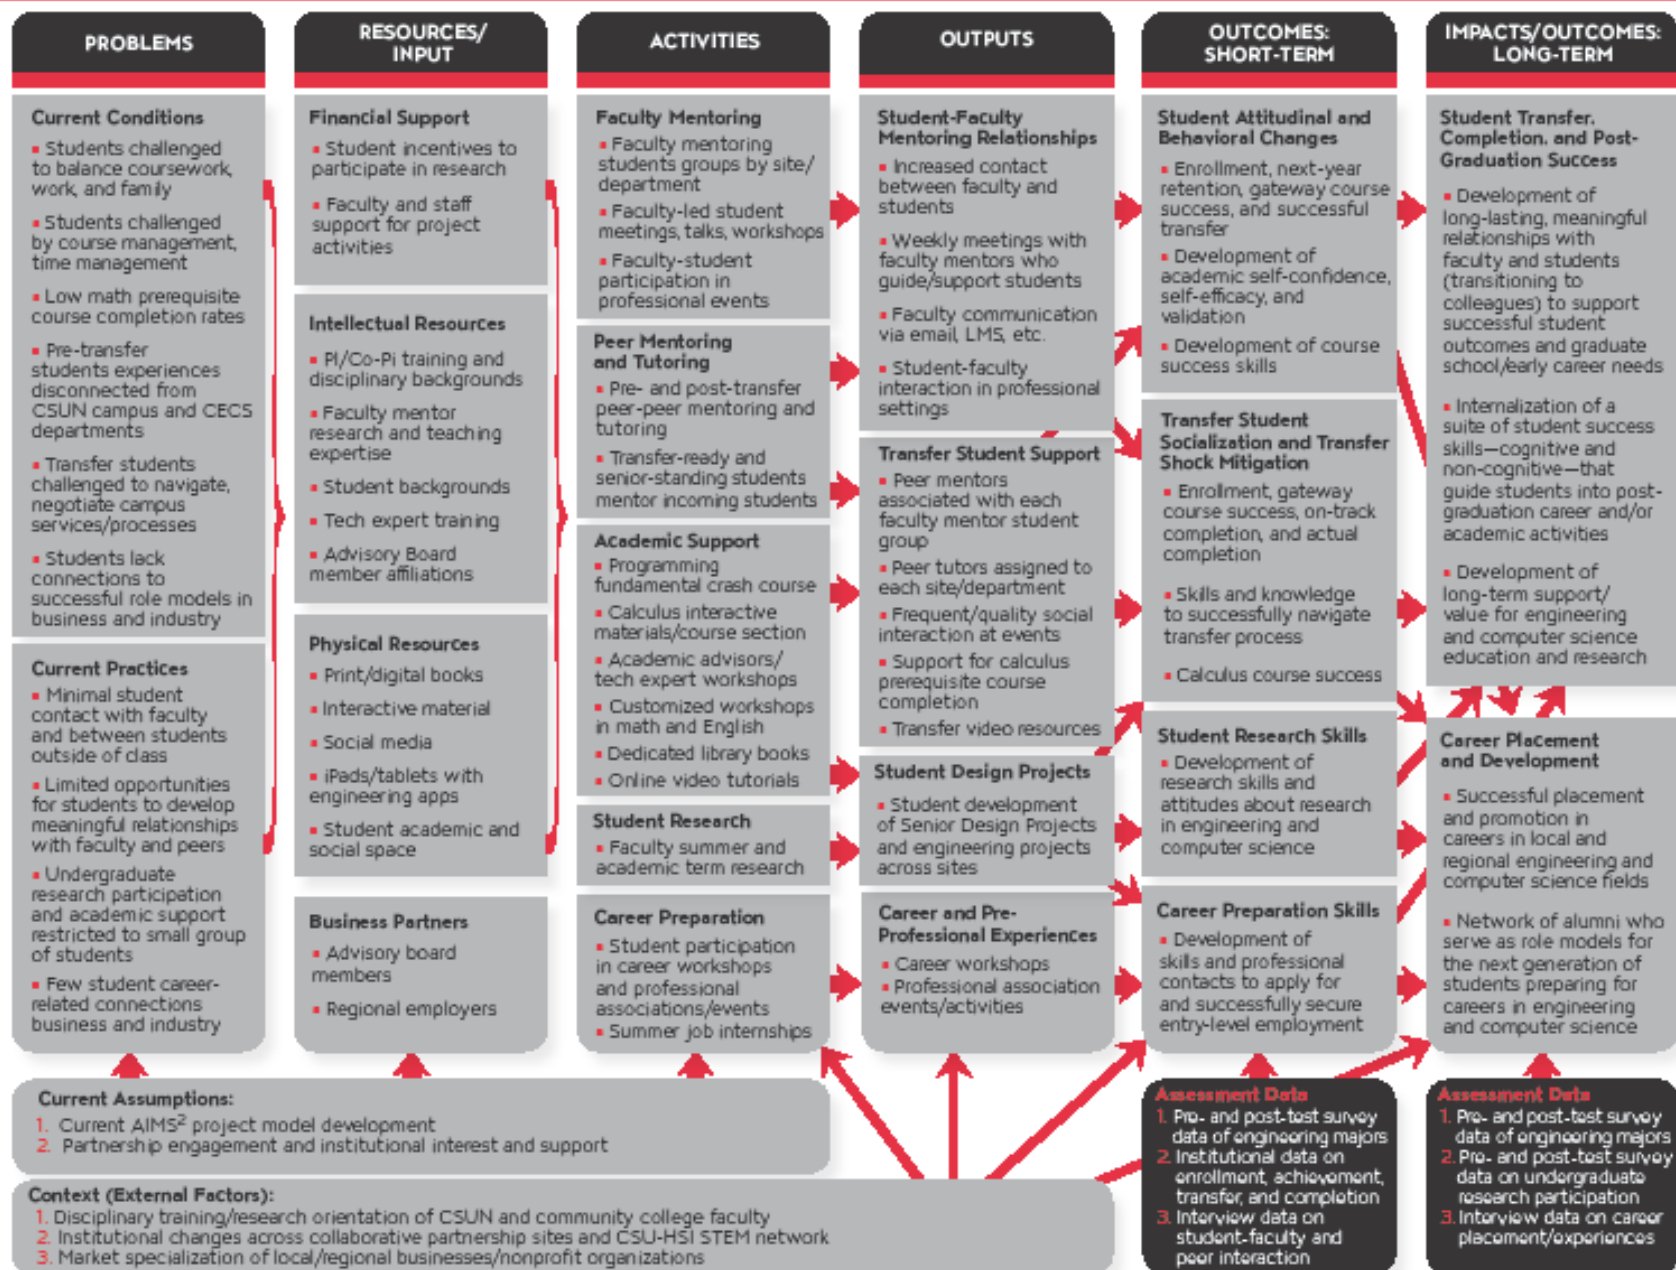 PROBLEMS
Current Conditions
▪ Students challenged
to balance coursework,
work, and family
▪ Students challenged
by course management,
time management
▪ Low math prerequisite
course completion rates
▪ Pre-transfer
students experiences
disconnected from
CSUN campus and CECS
departments
▪ Transfer students
challenged to navigate,
negotiate campus
services/processes
▪ Students lack
connections to
successful role models in
business and industry
Current Practices
▪ Minimal student
contact with faculty
and between students
outside of class
▪ Limited opportunities
for students to develop
meaningful relationships
with faculty and peers
▪ Undergraduate
research participation
and academic support
restricted to small group
of students
▪ Few student career-
related connections
business and industry
RESOURCES/
INPUT
Financial Support
▪ Student incentives to
participate in research
▪ Faculty and staff
support for project
activities
Intellectual Resources
▪ PI/Co-Pi training and
disciplinary backgrounds
▪ Faculty mentor
research and teaching
expertise
▪ Student backgrounds
▪ Tech expert training
▪ Advisory Board
member affiliations
Physical Resources
▪ Print/digital books
▪ Interactive material
▪ Social media
▪ iPads/tablets with
engineering apps
▪ Student academic and
social space
Business Partners
▪ Advisory board
members
▪ Regional employers
ACTIVITIES
Faculty Mentoring
▪ Faculty mentoring
students groups by site/
department
▪ Faculty-led student
meetings, talks, workshops
▪ Faculty-student
participation in
professional events
Peer Mentoring
and Tutoring
▪ Pre- and post-transfer
peer-peer mentoring and
tutoring
▪ Transfer-ready and
senior-standing students
mentor incoming students
Academic Support
▪ Programming
fundamental crash course
▪ Calculus interactive
materials/course section
▪ Academic advisors/
tech expert workshops
▪ Customized workshops
in math and English
▪ Dedicated library books
▪ Online video tutorials
Student Research
▪ Faculty summer and
academic term research
Career Preparation
▪ Student participation
in career workshops
and professional
associations/events
▪ Summer job internships
OUTPUTS
Student-Faculty
Mentoring Relationships
▪ Increased contact
between faculty and
students
▪ Weekly meetings with
faculty mentors who
guide/support students
▪ Faculty communication
via email, LMS, etc.
▪ Student-faculty
interaction in professional
settings
Transfer Student Support
▪ Peer mentors
associated with each
faculty mentor student
group
▪ Peer tutors assigned to
each site/department
▪ Frequent/quality social
interaction at events
▪ Support for calculus
prerequisite course
completion
▪ Transfer video resources
Student Design Projects
▪ Student development
of Senior Design Projects
and engineering projects
across sites
Career and Pre-
Professional Experiences
▪ Career workshops
▪ Professional association
events/activities
OUTCOMES:
SHORT-TERM
Student Attitudinal and
Behavioral Changes
▪ Enrollment, next-year
retention, gateway course
success, and successful
transfer
▪ Development of
academic self-confidence,
self-efficacy, and
validation
▪ Development of course
success skills
Transfer Student
Socialization and Transfer
Shock Mitigation
▪ Enrollment, gateway
course success, on-track
completion, and actual
completion
▪ Skills and knowledge
to successfully navigate
transfer process
▪ Calculus course success
Student Research Skills
▪ Development of
research skills and
attitudes about research
in engineering and
computer science
Career Preparation Skills
▪ Development of
skills and professional
contacts to apply for
and successfully secure
entry-level employment
IMPACTS/OUTCOMES:
LONG-TERM
Student Transfer,
Completion, and Post-
Graduation Success
▪ Development of
long-lasting, meaningful
relationships with
faculty and students
(transitioning to
colleagues) to support
successful student
outcomes and graduate
school/early career needs
▪ Internalization of a
suite of student success
skills—cognitive and
non-cognitive—that
guide students into post-
graduation career and/or
academic activities
▪ Development of
long-term support/
value for engineering
and computer science
education and research
Career Placement
and Development
▪ Successful placement
and promotion in
careers in local and
regional engineering and
computer science fields
▪ Network of alumni who
serve as role models for
the next generation of
students preparing for
careers in engineering
and computer science
Current Assumptions:
1. Current AIMS² project model development
2. Partnership engagement and institutional interest and support
Context (External Factors):
1. Disciplinary training/research orientation of CSUN and community college faculty
2. Institutional changes across collaborative partnership sites and CSU-HSI STEM network
3. Market specialization of local/regional businesses/nonprofit organizations
Assessment Data
1. Pre- and post-test survey
data of engineering majors
2. Institutional data on
enrollment, achievement,
transfer, and completion
3. Interview data on
student-faculty and
peer interaction
Assessment Data
1. Pre- and post-test survey
data of engineering majors
2. Pre- and post-test survey
data on undergraduate
research participation
3. Interview data on career
placement/experiences